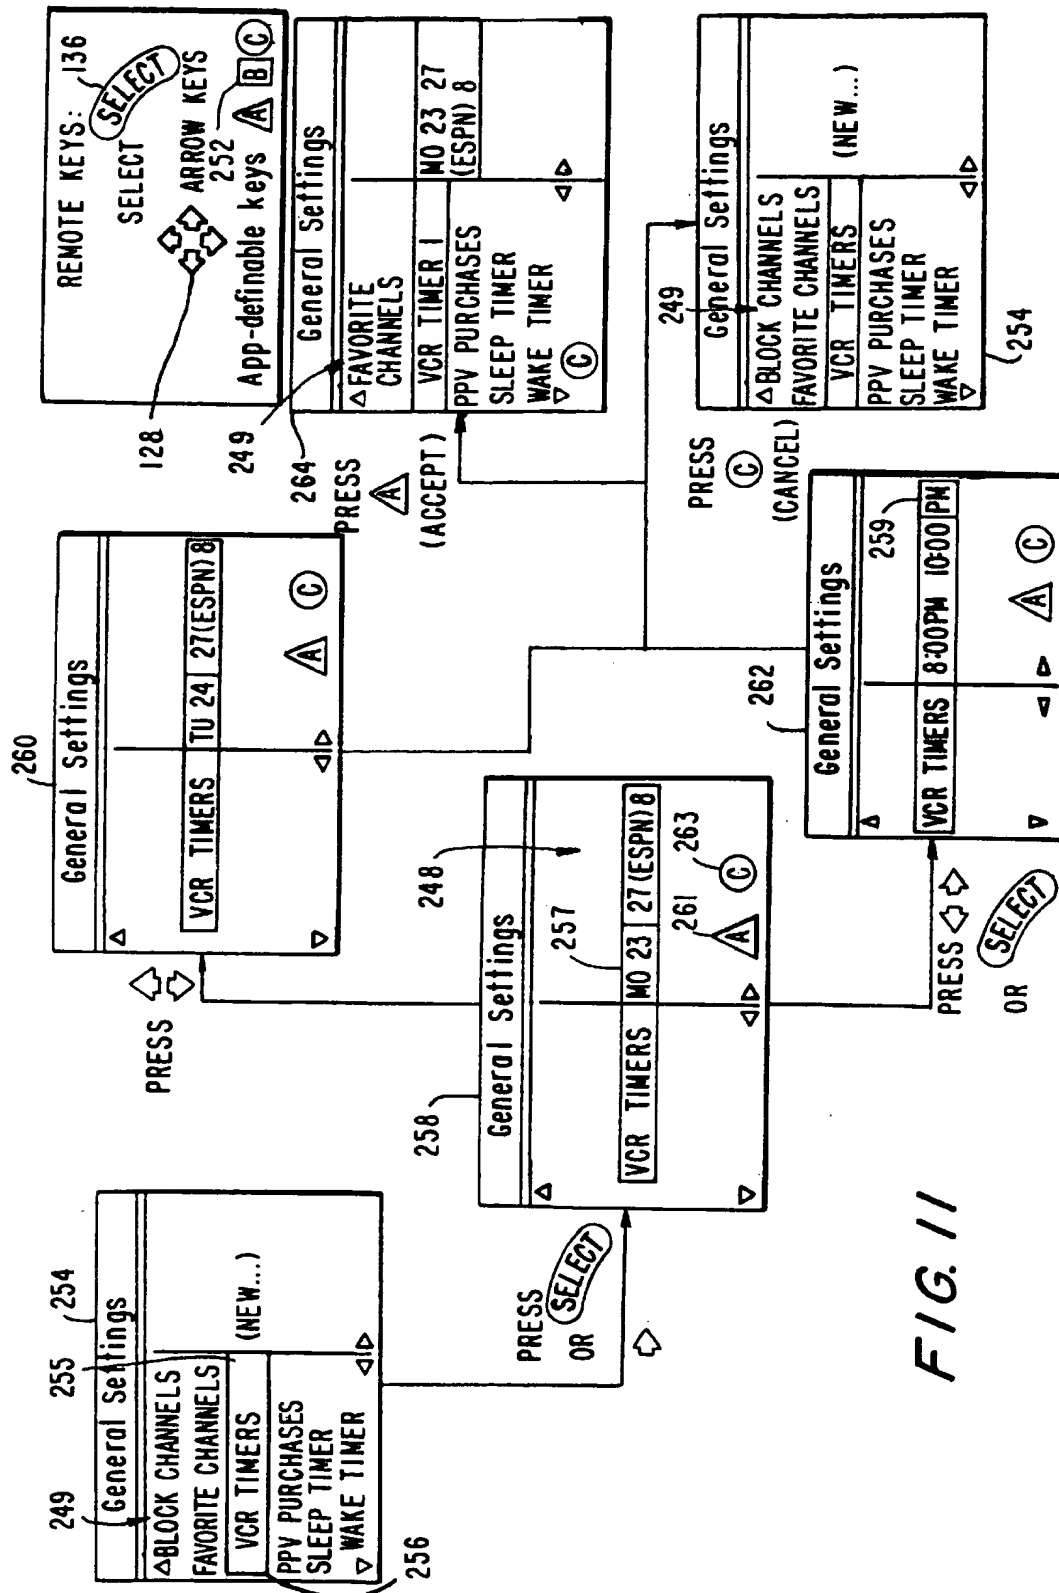 REMOTE KEYS: 136
SELECT
SELECT
128
ARROW KEYS
252
App-definable keys A B C
254
General Settings
249
255
△BLOCK CHANNELS
FAVORITE CHANNELS
VCR TIMERS (NEW...)
PPV PURCHASES
SLEEP TIMER
▽ WAKE TIMER
256
PRESS
SELECT
OR
258
General Settings
248
257
VCR TIMERS MO 23 27(ESPN) 8
261
A
263
C
PRESS
260
General Settings
VCR TIMERS TU 24 27(ESPN) 8
A C
PRESS
OR
SELECT
262
General Settings
259
VCR TIMERS 8:00PM 10:00 PM
A C
PRESS
A
(ACCEPT)
264
General Settings
249
△FAVORITE
CHANNELS
VCR TIMER 1 MO 23 27
(ESPN) 8
PPV PURCHASES
SLEEP TIMER
WAKE TIMER
▽ C
PRESS
C
(CANCEL)
General Settings
249
△BLOCK CHANNELS
FAVORITE CHANNELS
VCR TIMERS (NEW...)
PPV PURCHASES
SLEEP TIMER
WAKE TIMER
▽
254
FIG. 11